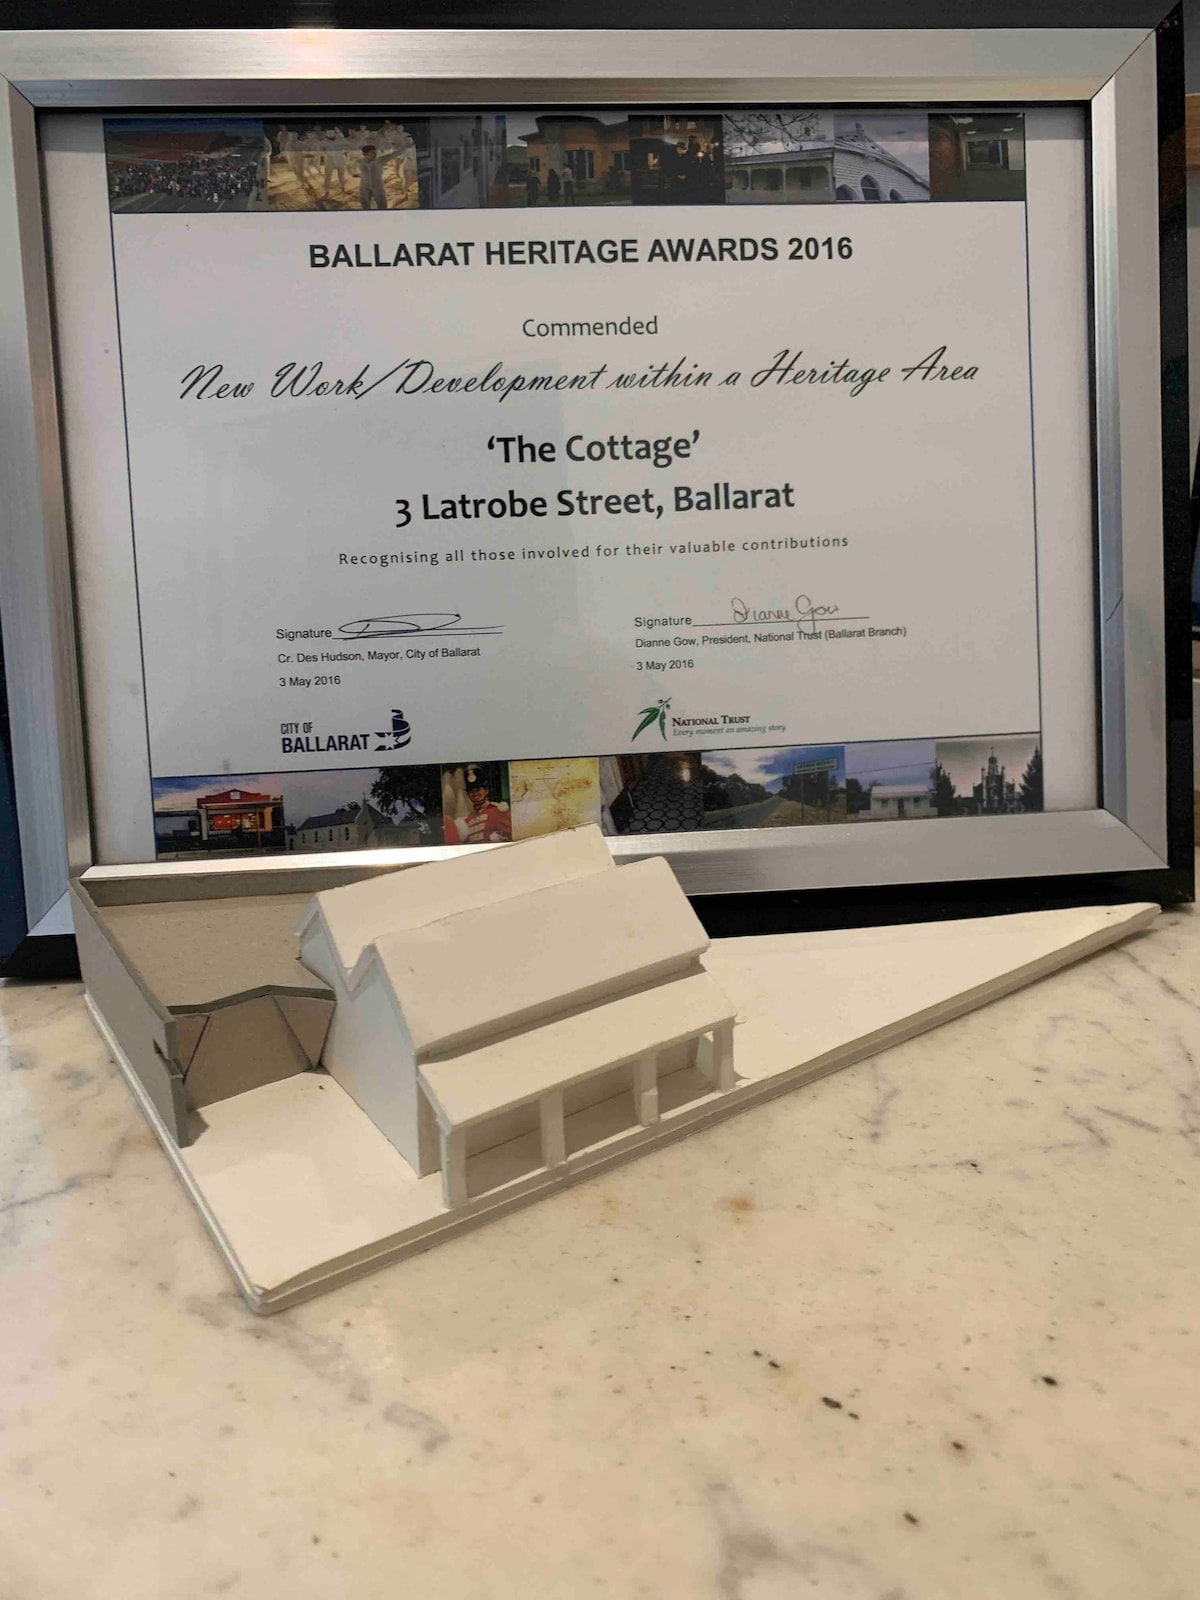 BALLARAT HERITAGE AWARDS 2016
Commended
New Work/Development within a Heritage Area
‘The Cottage’
3 Latrobe Street, Ballarat
Recognising all those involved for their valuable contributions
Signature
Cr. Des Hudson, Mayor, City of Ballarat
3 May 2016
Signature Dianne Gow
Dianne Gow, President, National Trust (Ballarat Branch)
3 May 2016
CITY OF
BALLARAT
NATIONAL TRUST
Every moment an amazing story